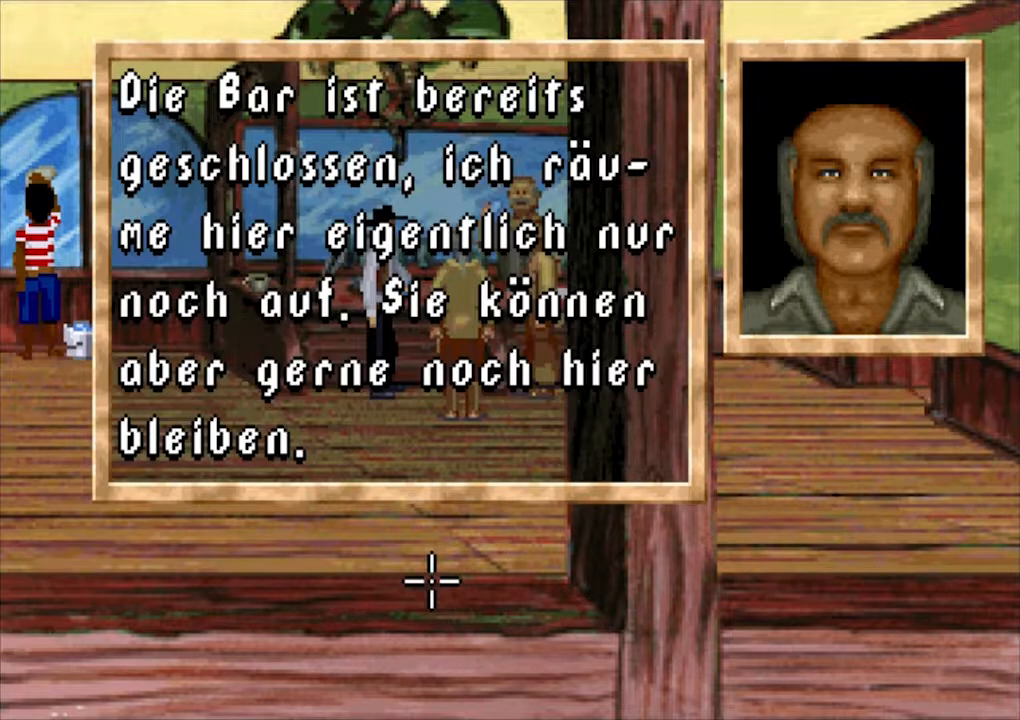 Die Bar ist bereits
geschlossen, ich räu-
me hier eigentlich nur
noch auf. Sie können
aber gerne noch hier
bleiben.